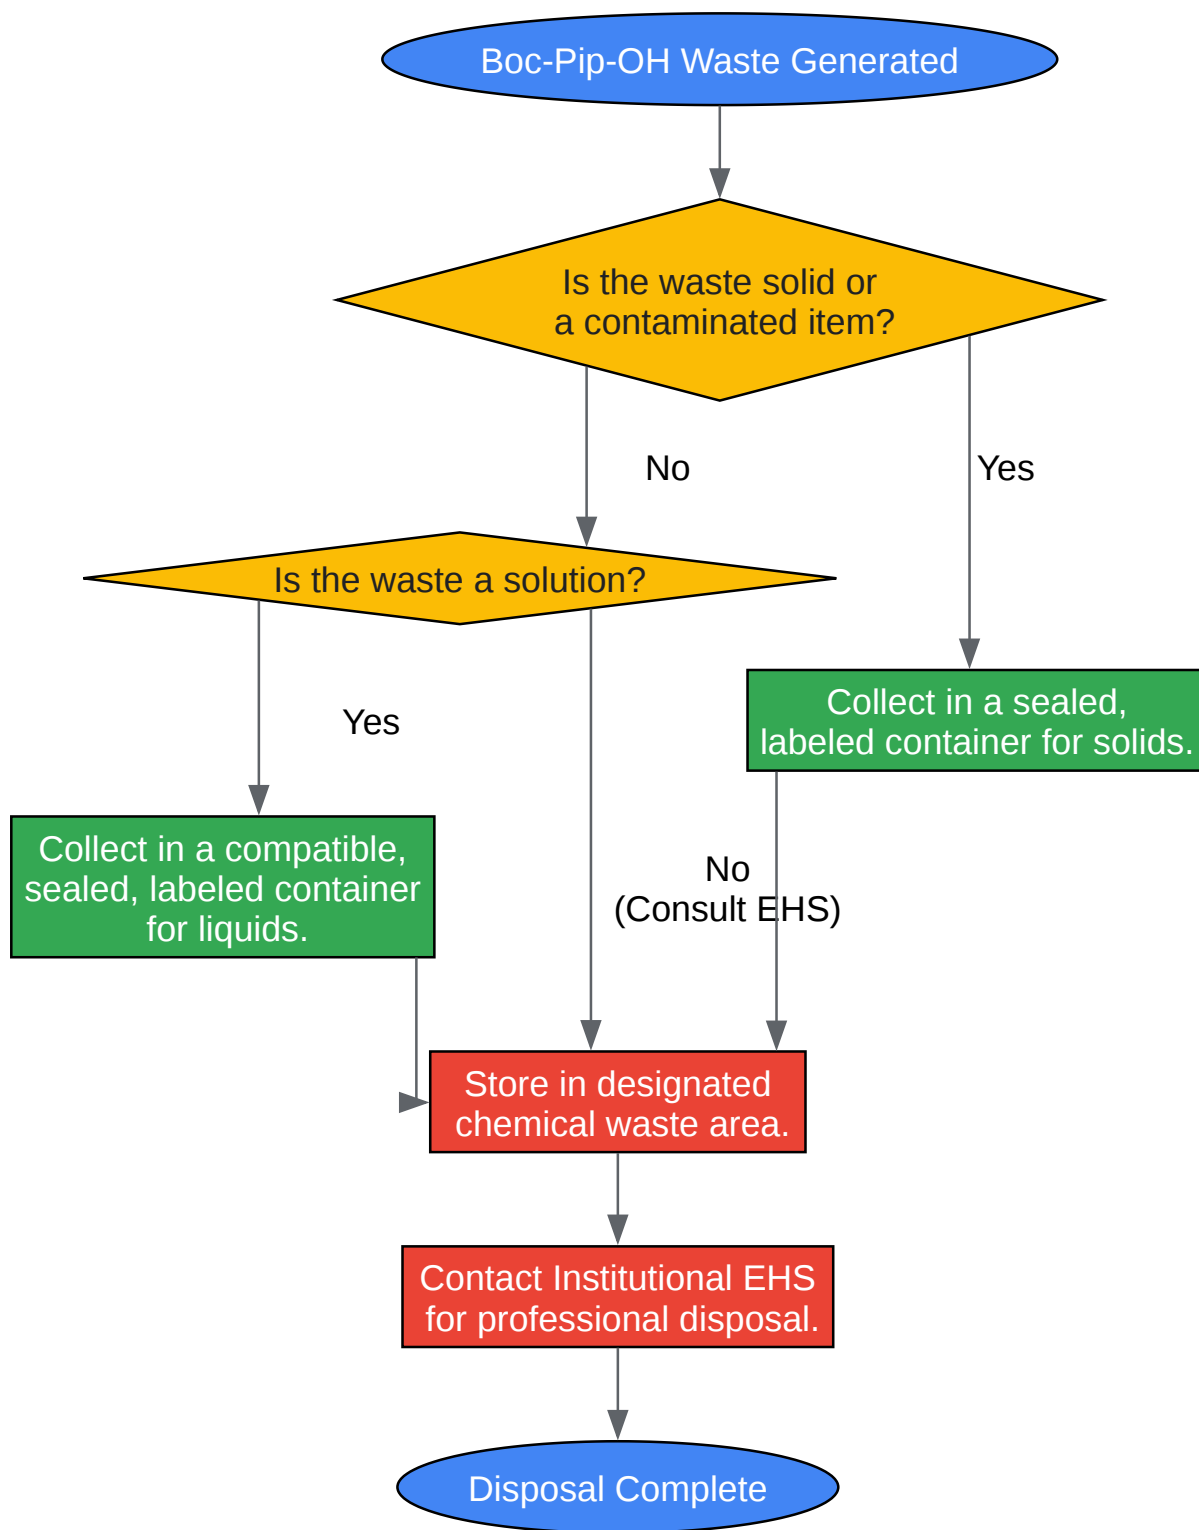 Boc-Pip-OH Waste Generated
Is the waste solid or
a contaminated item?
No
Yes
Is the waste a solution?
Yes
Collect in a sealed,
labeled container for solids.
Collect in a compatible,
sealed, labeled container
for liquids.
No
(Consult EHS)
Store in designated
chemical waste area.
Contact Institutional EHS
for professional disposal.
Disposal Complete